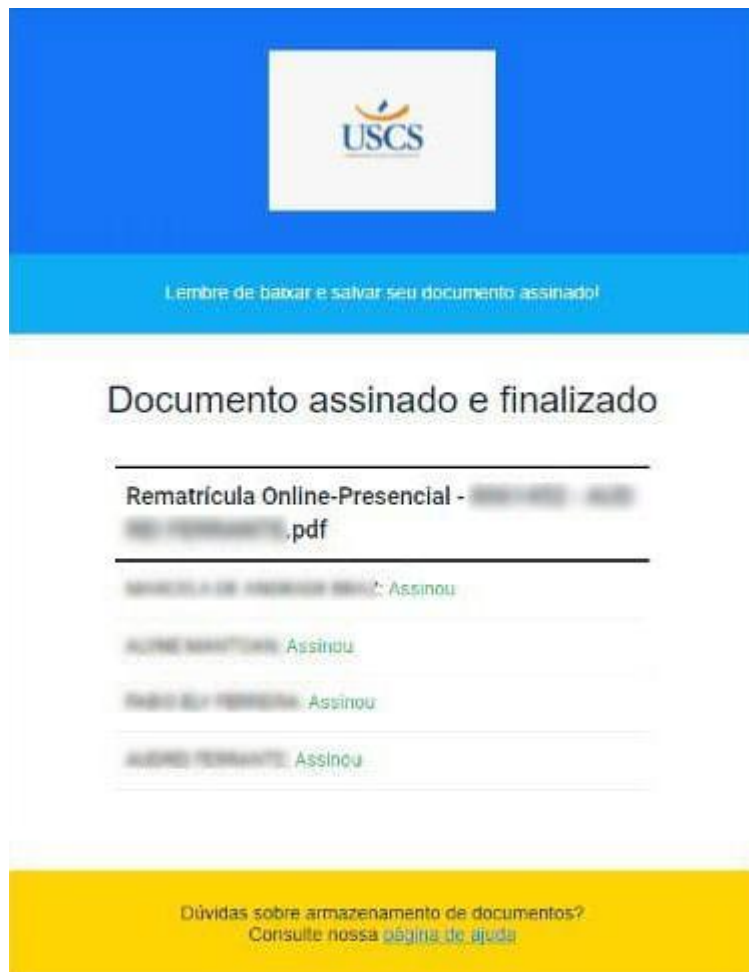 USCS
Lembre de baixar e salvar seu documento assinado!
Documento assinado e finalizado
Rematrícula Online-Presencial -
.pdf
: Assinou
Assinou
Assinou
Assinou
Dúvidas sobre armazenamento de documentos?
Consulte nossa página de ajuda